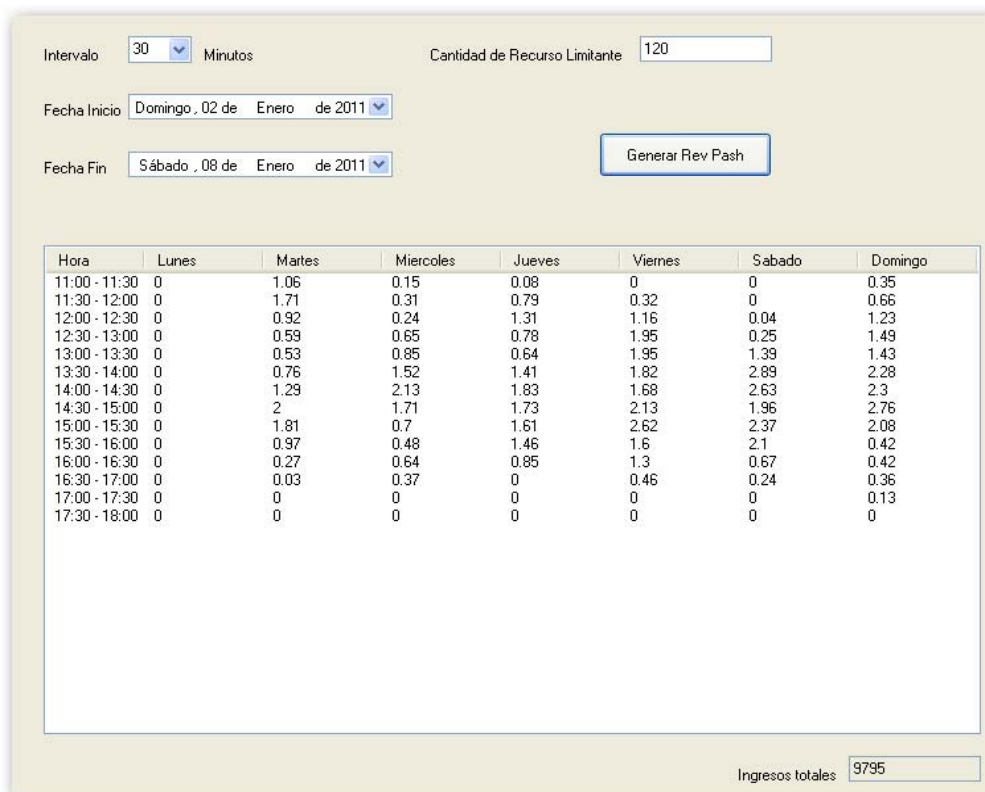 Intervalo 30 Minutos Cantidad de Recurso Limitante 120
Fecha Inicio Domingo , 02 de Enero de 2011
Fecha Fin Sábado , 08 de Enero de 2011
Generar Rev Pash
Hora Lunes Martes Miercoles Jueves Viernes Sabado Domingo
11:00 - 11:30 0 1.06 0.15 0.08 0 0 0.35
11:30 - 12:00 0 1.71 0.31 0.79 0.32 0 0.66
12:00 - 12:30 0 0.92 0.24 1.31 1.16 0.04 1.23
12:30 - 13:00 0 0.59 0.65 0.78 1.95 0.25 1.49
13:00 - 13:30 0 0.53 0.85 0.64 1.95 1.39 1.43
13:30 - 14:00 0 0.76 1.52 1.41 1.82 2.89 2.28
14:00 - 14:30 0 1.29 2.13 1.83 1.68 2.63 2.3
14:30 - 15:00 0 2 1.71 1.73 2.13 1.96 2.76
15:00 - 15:30 0 1.81 0.7 1.61 2.62 2.37 2.08
15:30 - 16:00 0 0.97 0.48 1.46 1.6 2.1 0.42
16:00 - 16:30 0 0.27 0.64 0.85 1.3 0.67 0.42
16:30 - 17:00 0 0.03 0.37 0 0.46 0.24 0.36
17:00 - 17:30 0 0 0 0 0 0 0.13
17:30 - 18:00 0 0 0 0 0 0 0
Ingresos totales 9795